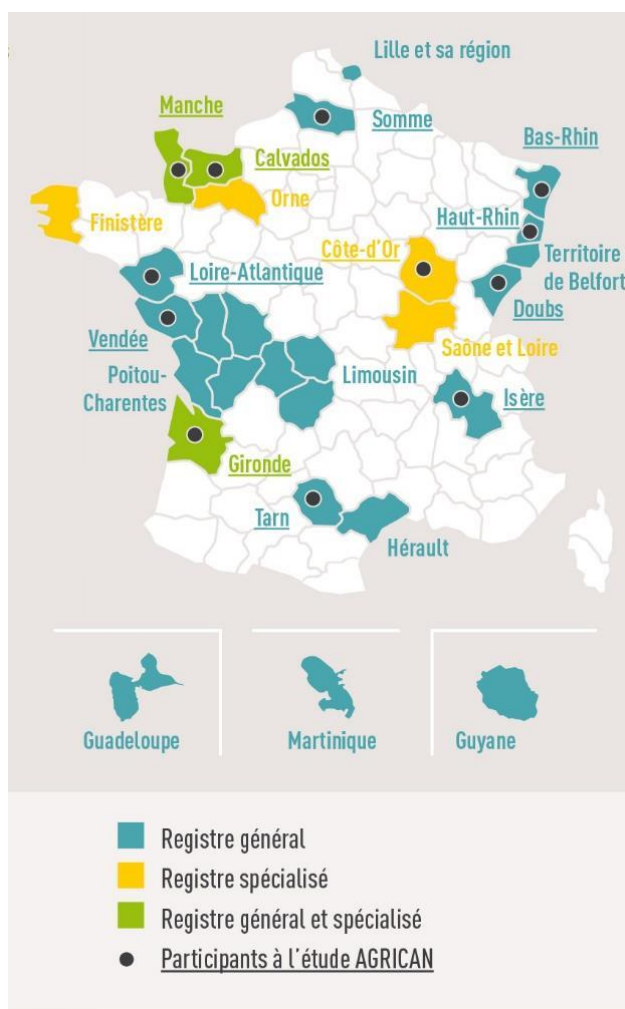 Lille et sa région
Manche
Somme
Bas-Rhin
Calvados
Orne
Haut-Rhin
Finistère
Côte-d'Or
Territoire
de Belfort
Loire-Atlantique
Doubs
Vendée
Saône et Loire
Poitou-
Charentes
Limousin
Isère
Gironde
Tarn
Hérault
Guadeloupe
Martinique
Guyane
Registre général
Registre spécialisé
Registre général et spécialisé
Participants à l'étude AGRICAN